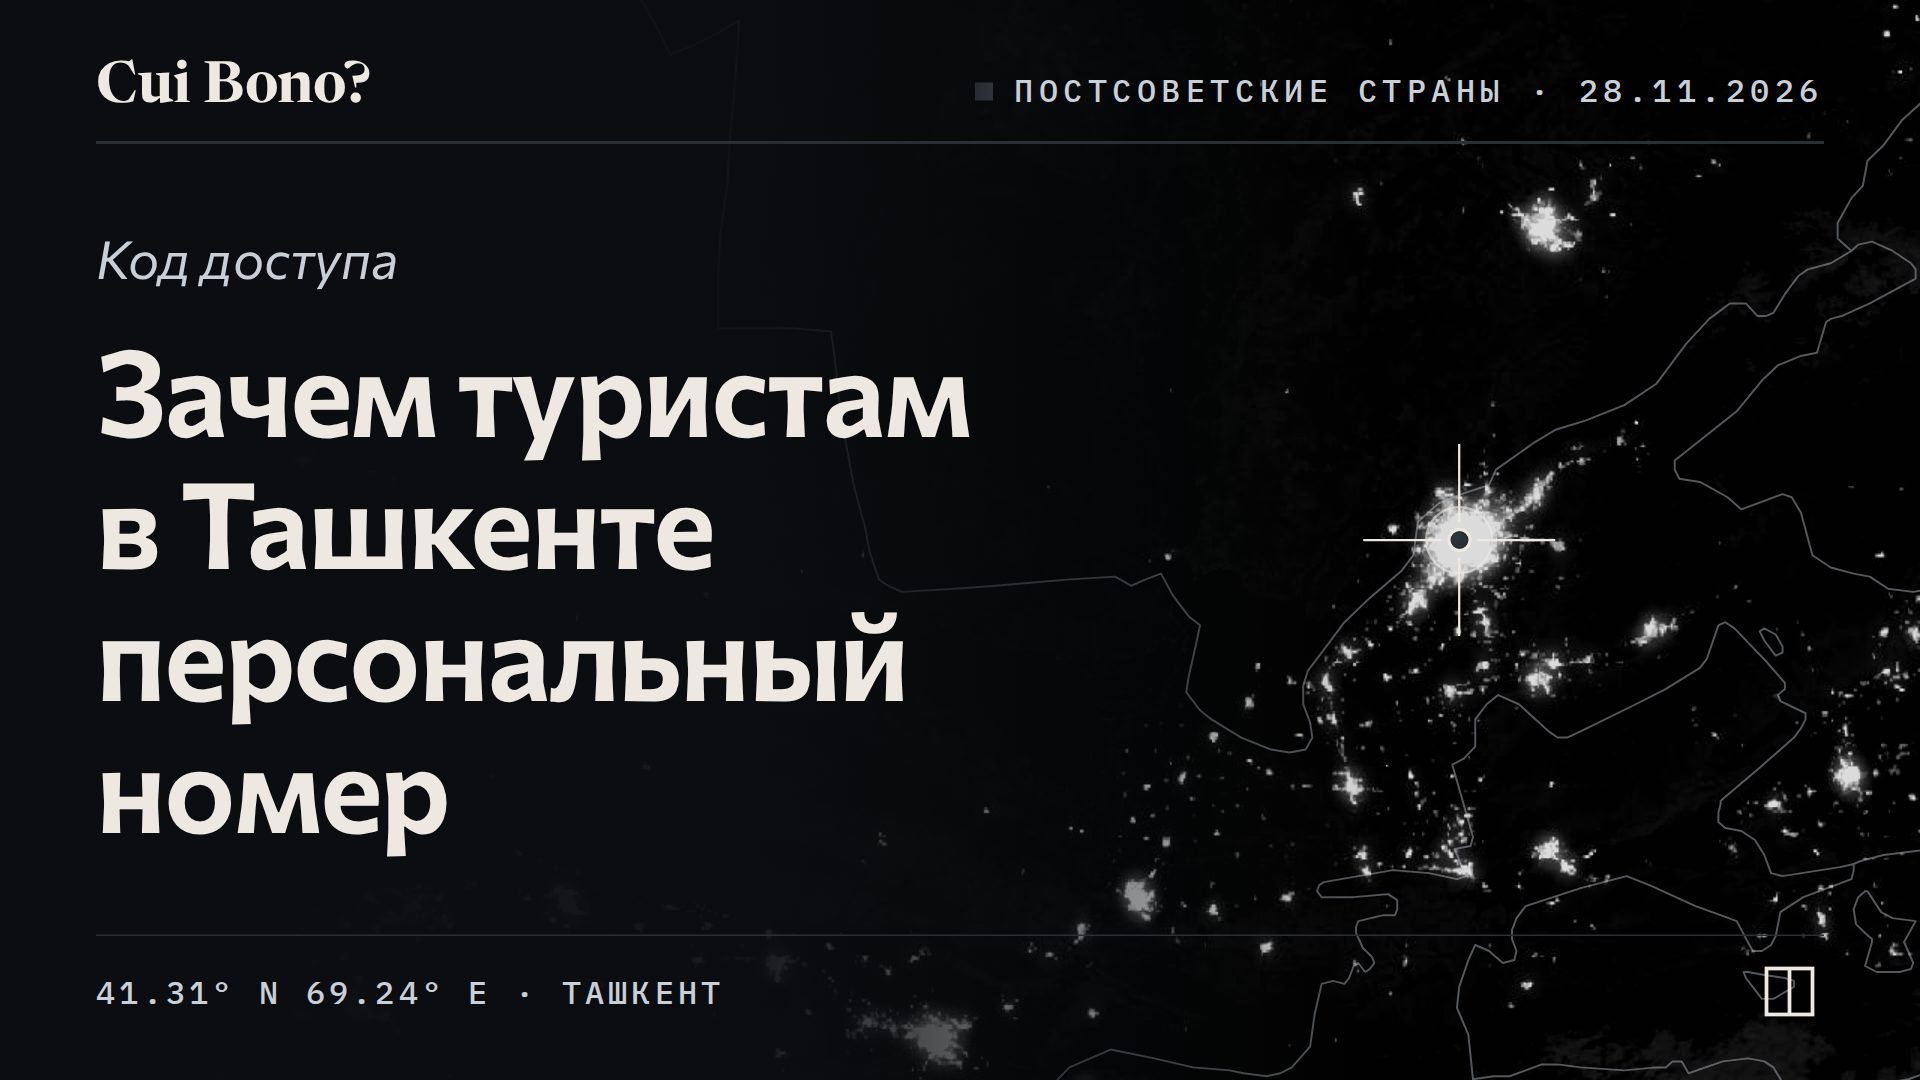 Cui Bono?
ПОСТСОВЕТСКИЕ СТРАНЫ · 28.11.2026
Код доступа
Зачем туристам
в Ташкенте
персональный
номер
41.31° N 69.24° E · ТАШКЕНТ